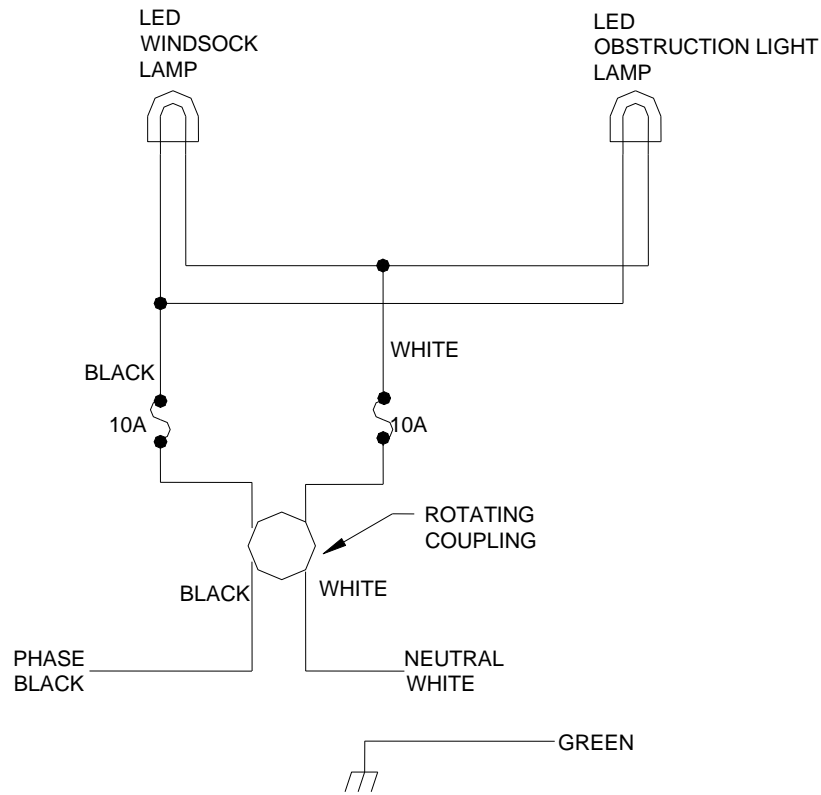 LED
WINDSOCK
LAMP
LED
OBSTRUCTION LIGHT
LAMP
WHITE
BLACK
10A
10A
ROTATING
COUPLING
BLACK
WHITE
PHASE
BLACK
NEUTRAL
WHITE
GREEN